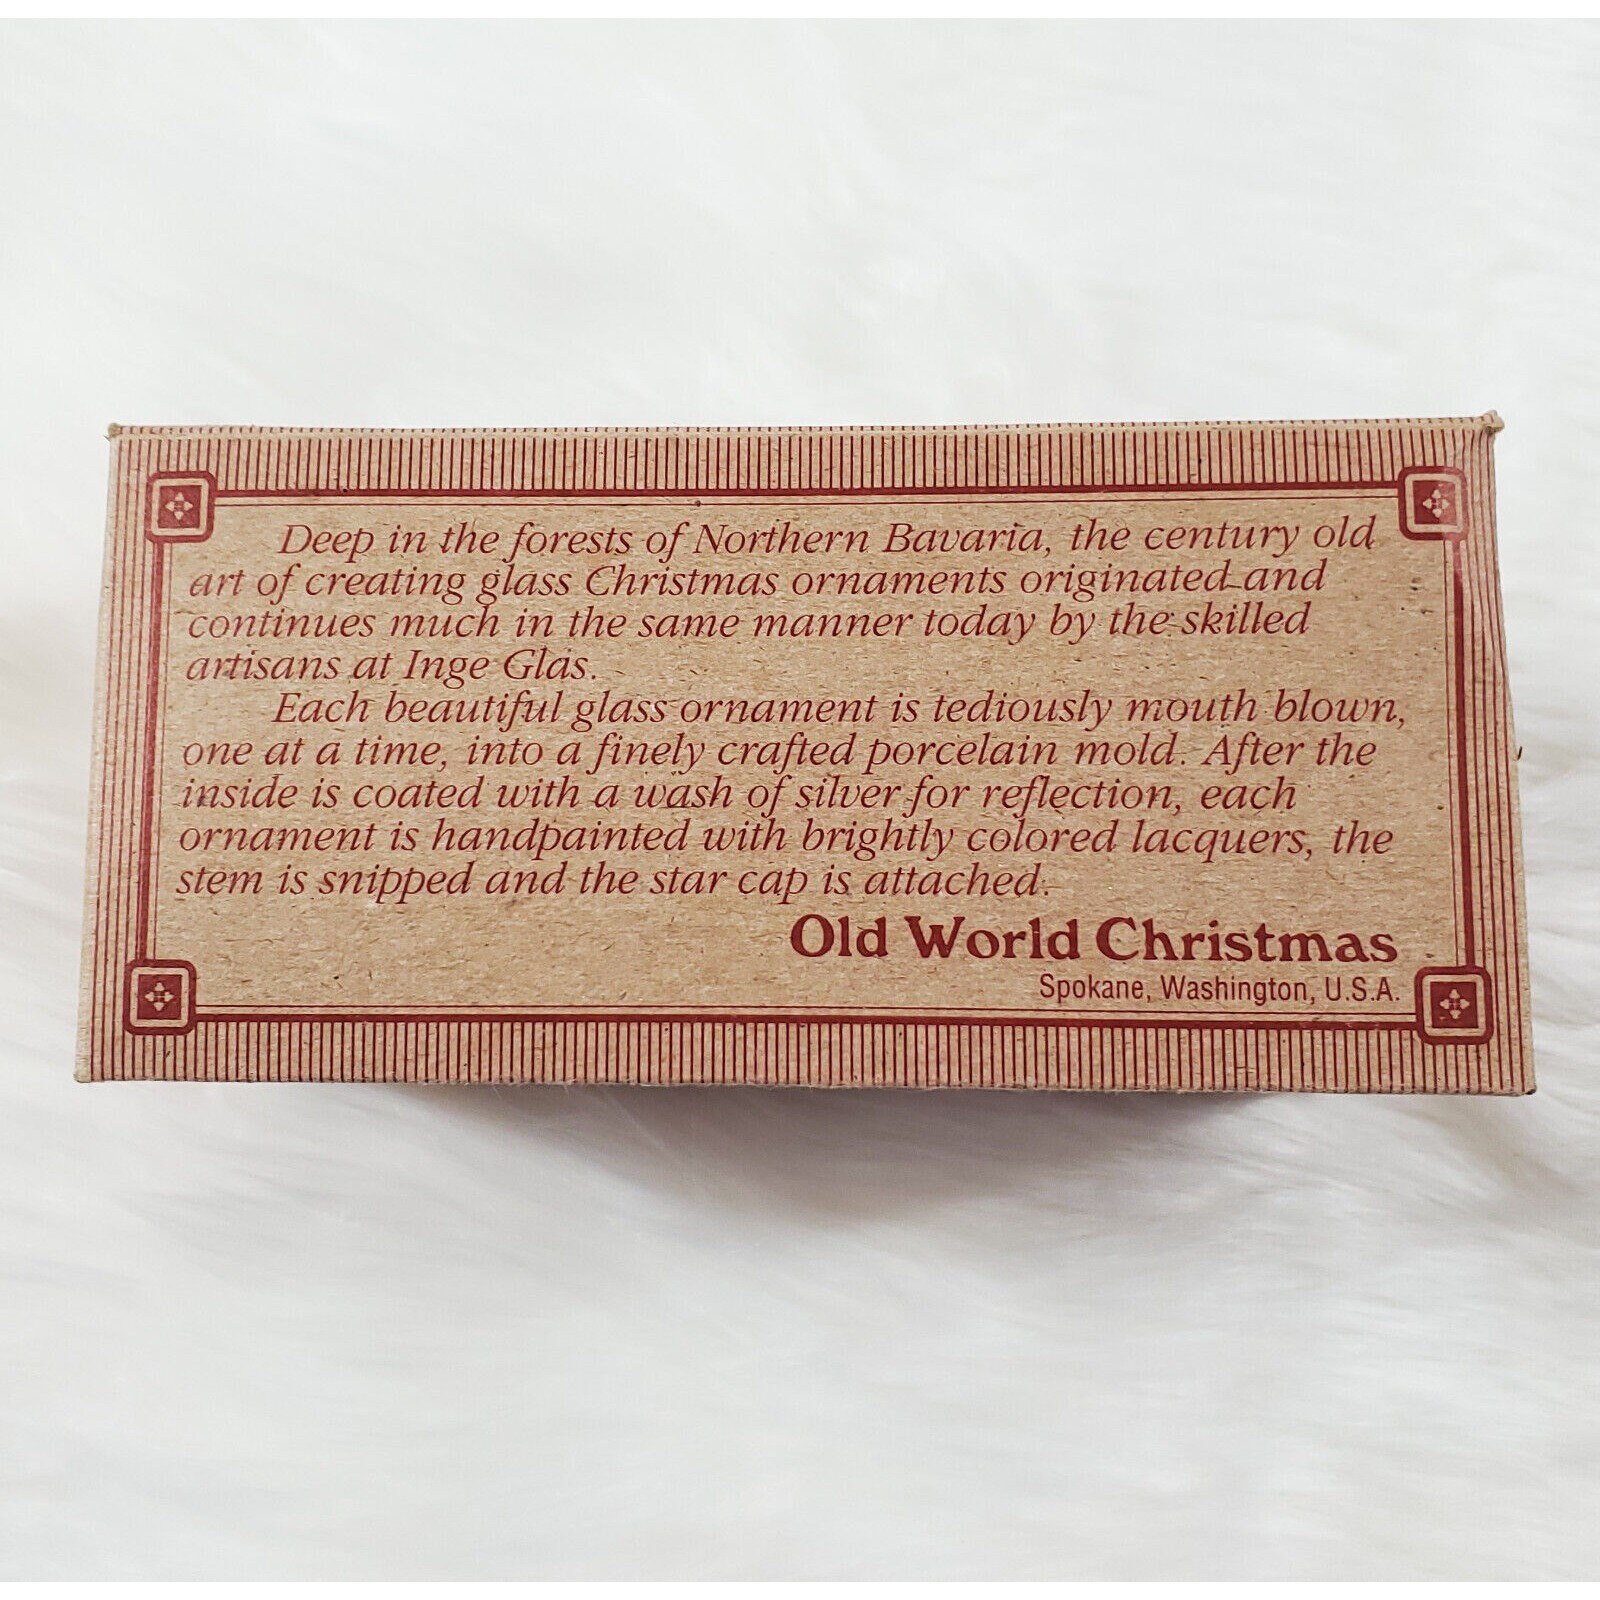 Deep in the forests of Northern Bavaria, the century old
art of creating glass Christmas ornaments originated and
continues much in the same manner today by the skilled
artisans at Inge Glas.
Each beautiful glass ornament is tediously mouth blown,
one at a time, into a finely crafted porcelain mold. After the
inside is coated with a wash of silver for reflection, each
ornament is handpainted with brightly colored lacquers, the
stem is snipped and the star cap is attached.
Old World Christmas
Spokane, Washington, U.S.A.